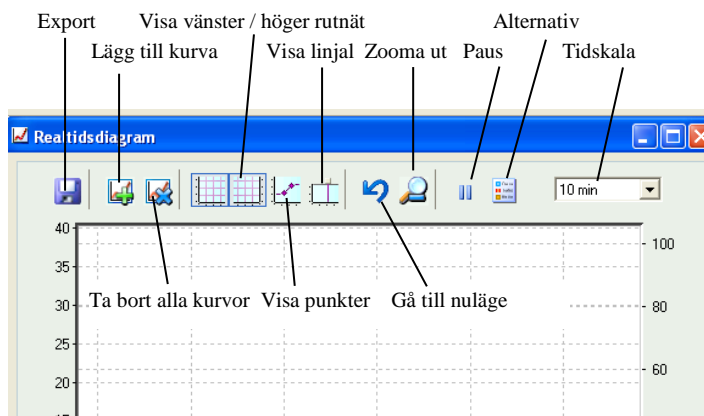 Export Visa vänster / höger rutnät Alternativ
Lägg till kurva Visa linjal Zooma ut Paus Tidskala
Realtidsdiagram
10 min
40
100
35
Ta bort alla kurvor Visa punkter Gå till nuläge
30
80
25
60
20